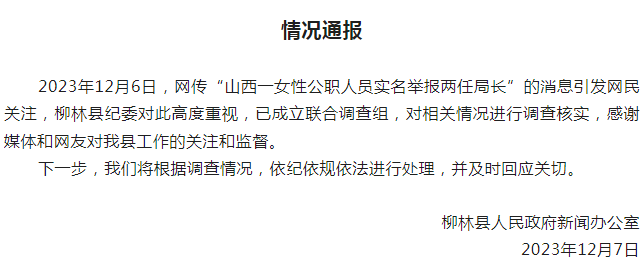 情况通报
2023年12月6日，网传“山西一女性公职人员实名举报两任局长”的消息引发网民
关注，柳林县纪委对此高度重视，已成立联合调查组，对相关情况进行调查核实，感谢
媒体和网友对我县工作的关注和监督。
下一步，我们将根据调查情况，依纪依规依法进行处理，并及时回应关切。
柳林县人民政府新闻办公室
2023年12月7日